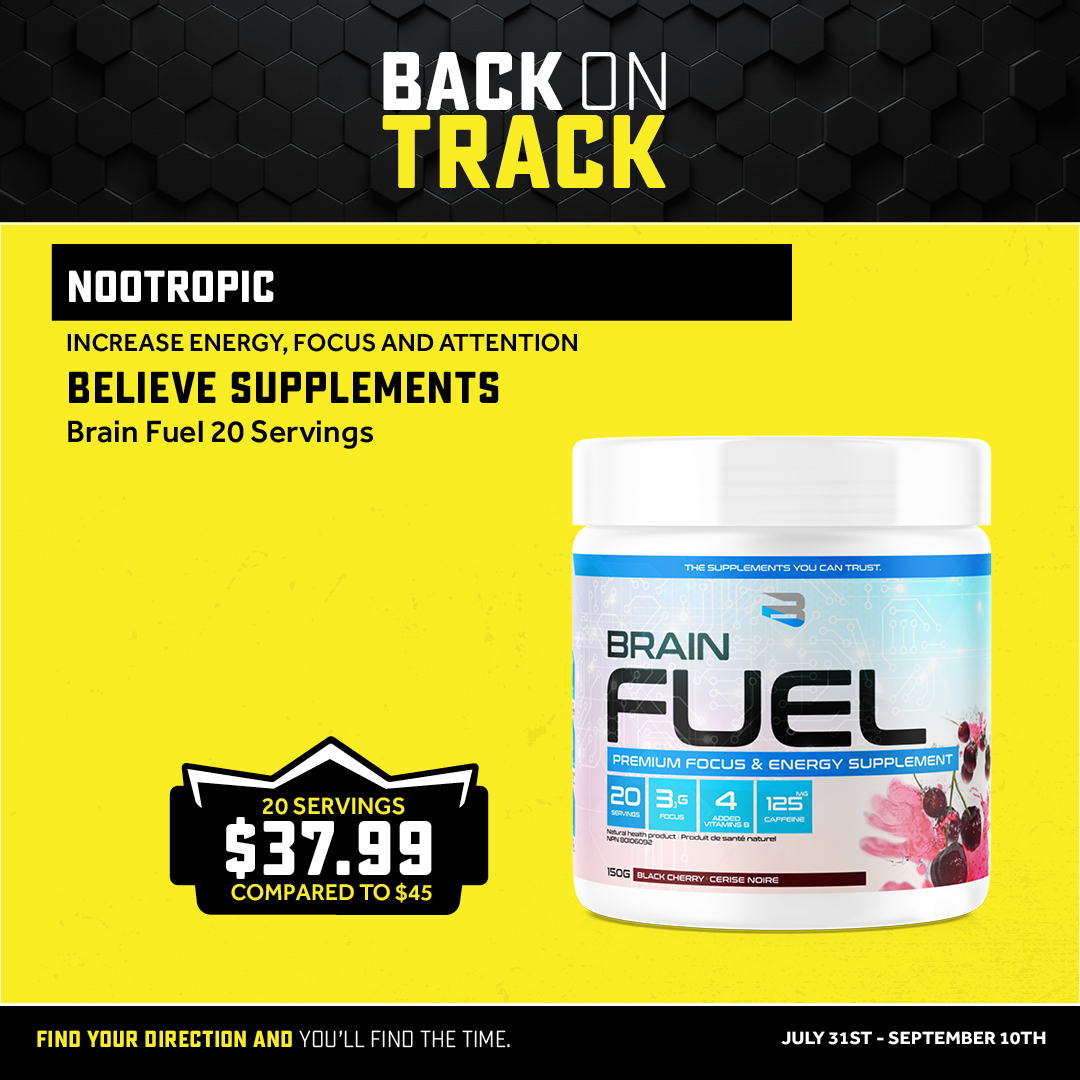 BACK ON
TRACK
NOOTROPIC
INCREASE ENERGY, FOCUS AND ATTENTION
BELIEVE SUPPLEMENTS
Brain Fuel 20 Servings
THE SUPPLEMENTS YOU CAN TRUST.
BRAIN
FUEL
PREMIUM FOCUS & ENERGY SUPPLEMENT
20
SERVINGS
FOCUS
4
ADDED
VITAMINS B
125 MG
CAFFEINE
Natural health product | Produit de santé naturel
NPN 80106092
150G BLACK CHERRY | CERISE NOIRE
20 SERVINGS
$37.99
COMPARED TO $45
FIND YOUR DIRECTION AND YOU'LL FIND THE TIME.
JULY 31ST - SEPTEMBER 10TH